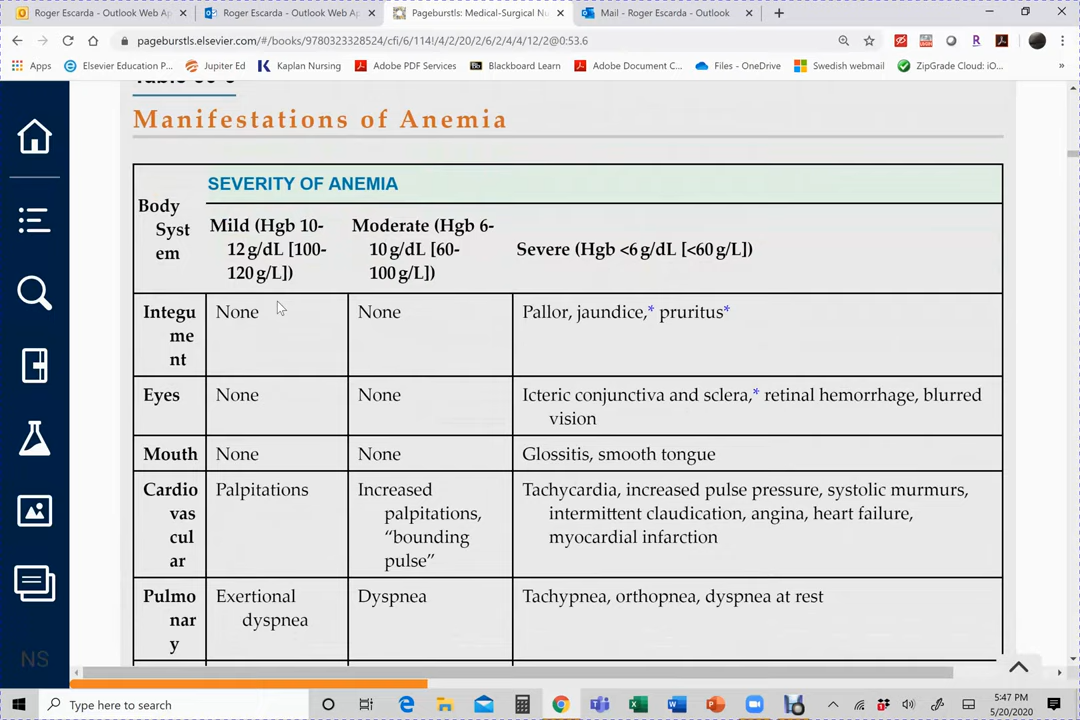 Roger Escarda - Outlook Web Ap
Roger Escarda - Outlook Web Ap
Pageburstls: Medical-Surgical Nu
Mail - Roger Escarda - Outlook
pageburstls.elsevier.com/#/books/9780323328524/cfi/6/114!/4/2/20/2/6/2/4/4/12/2@0:53.6
Apps
Elsevier Education P...
Jupiter Ed
Kaplan Nursing
Adobe PDF Services
Blackboard Learn
Adobe Document C...
Files - OneDrive
Swedish webmail
ZipGrade Cloud: iO...
»
Manifestations of Anemia
SEVERITY OF ANEMIA
Body
Syst
em
Mild (Hgb 10-
12 g/dL [100-
120 g/L])
Moderate (Hgb 6-
10 g/dL [60-
100 g/L])
Severe (Hgb <6 g/dL [<60 g/L])
Integu
me
nt
None
None
Pallor, jaundice,* pruritus*
Eyes
None
None
Icteric conjunctiva and sclera,* retinal hemorrhage, blurred
vision
Mouth
None
None
Glossitis, smooth tongue
Cardio
vas
cul
ar
Palpitations
Increased
palpitations,
“bounding
pulse”
Tachycardia, increased pulse pressure, systolic murmurs,
intermittent claudication, angina, heart failure,
myocardial infarction
Pulmo
nar
y
Exertional
dyspnea
Dyspnea
Tachypnea, orthopnea, dyspnea at rest
NS
Type here to search
5:47 PM
5/20/2020